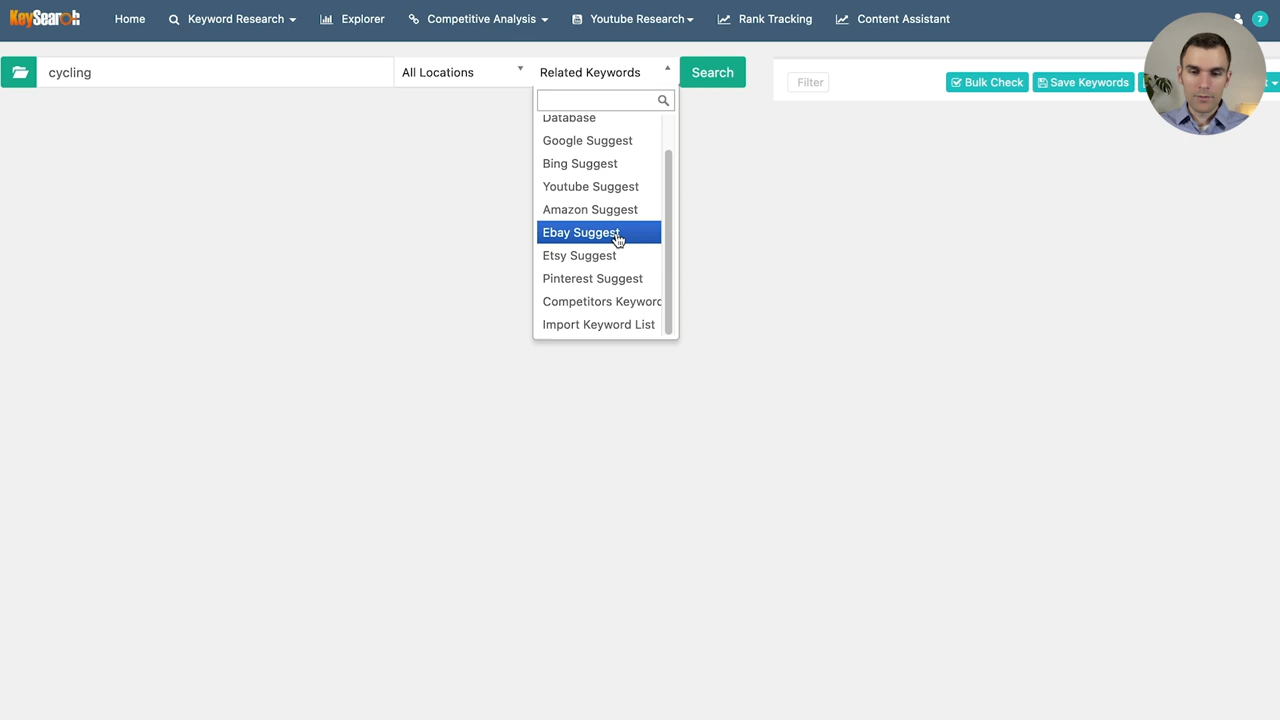 KeySearch
Home
Keyword Research
Explorer
Competitive Analysis
Youtube Research
Rank Tracking
Content Assistant
7
cycling
All Locations
Related Keywords
Search
Filter
Bulk Check
Save Keywords
Database
Google Suggest
Bing Suggest
Youtube Suggest
Amazon Suggest
Ebay Suggest
Etsy Suggest
Pinterest Suggest
Competitors Keyword
Import Keyword List